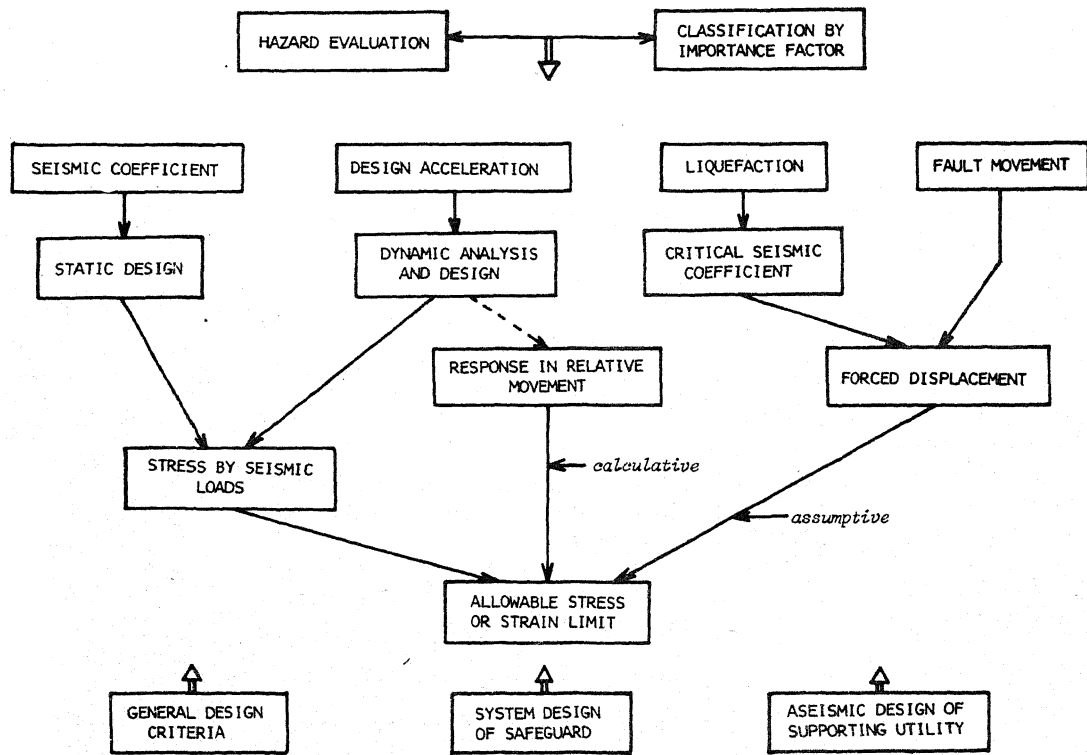 HAZARD EVALUATION
CLASSIFICATION BY
IMPORTANCE FACTOR
SEISMIC COEFFICIENT
DESIGN ACCELERATION
LIQUEFACTION
FAULT MOVEMENT
STATIC DESIGN
DYNAMIC ANALYSIS
AND DESIGN
CRITICAL SEISMIC
COEFFICIENT
RESPONSE IN RELATIVE
MOVEMENT
FORCED DISPLACEMENT
STRESS BY SEISMIC
LOADS
calculative
assumptive
ALLOWABLE STRESS
OR STRAIN LIMIT
GENERAL DESIGN
CRITERIA
SYSTEM DESIGN
OF SAFEGUARD
ASEISMIC DESIGN OF
SUPPORTING UTILITY